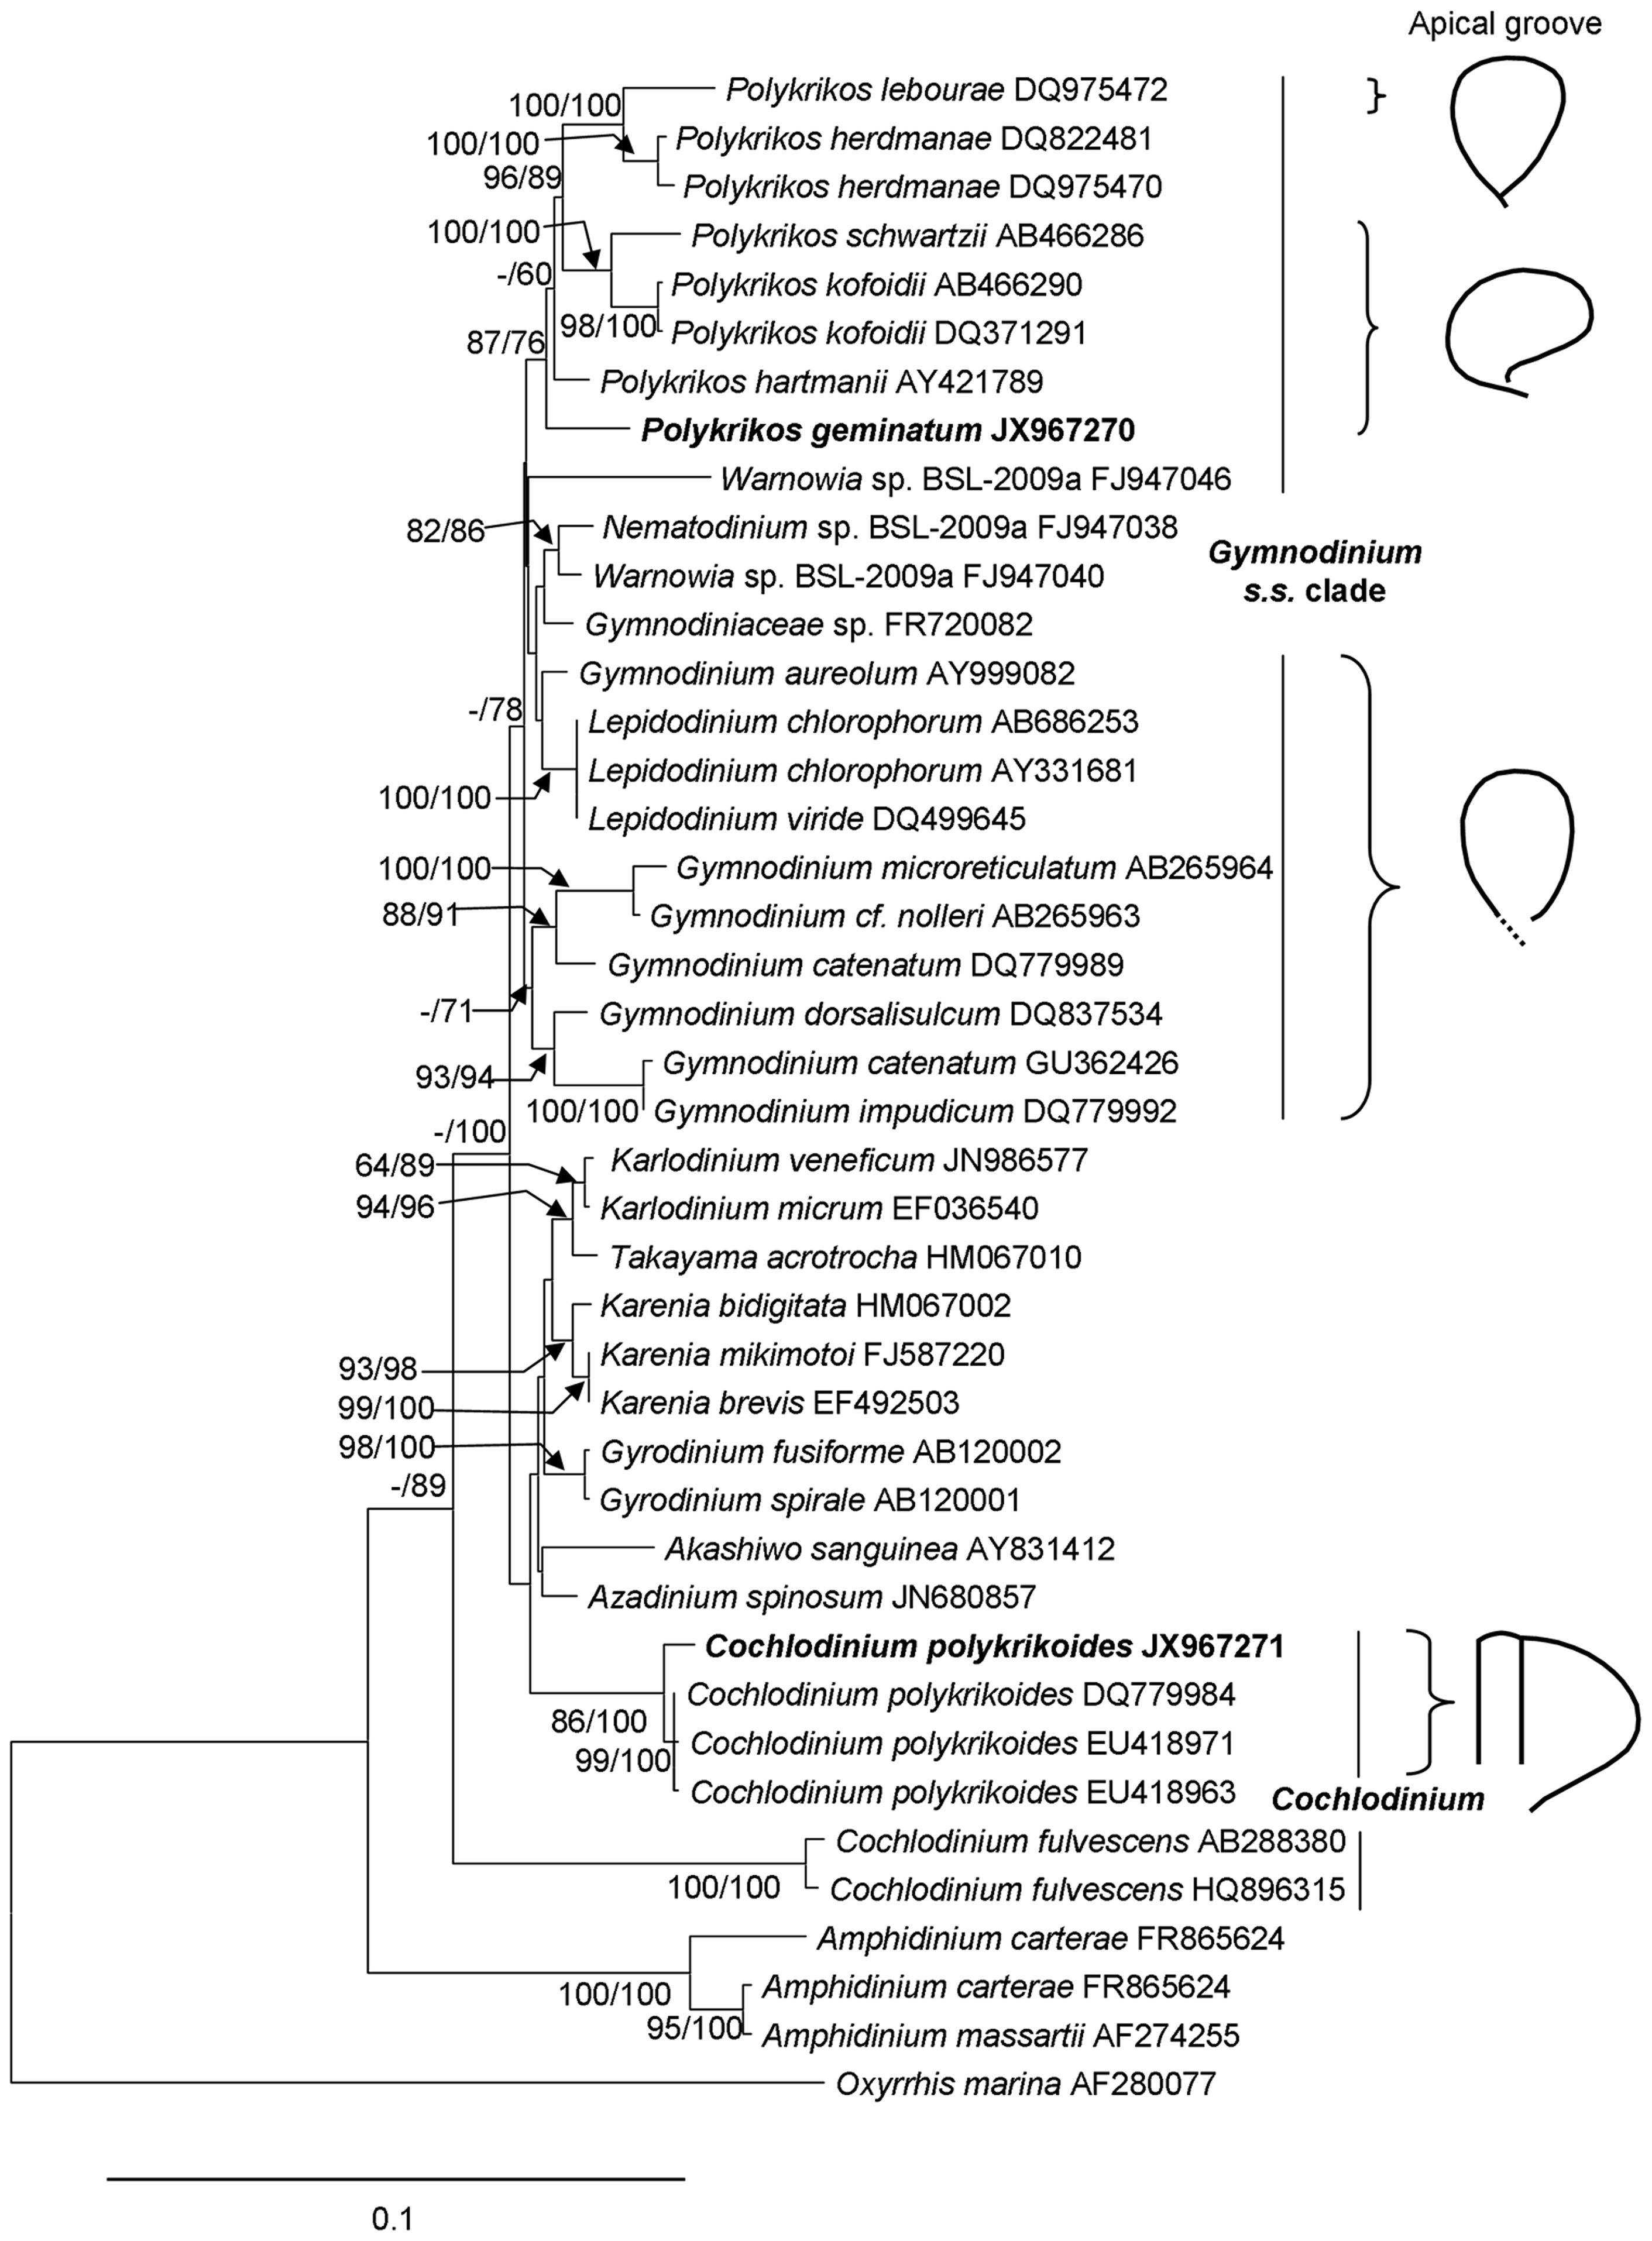 Apical groove
Polykrikos lebourae DQ975472
100/100
100/100
Polykrikos herdmanae DQ822481
96/89
Polykrikos herdmanae DQ975470
100/100
Polykrikos schwartzii AB466286
-/60
Polykrikos kofoidii AB466290
98/100
Polykrikos kofoidii DQ371291
87/76
Polykrikos hartmanii AY421789
Polykrikos geminatum JX967270
Warnowia sp. BSL-2009a FJ947046
82/86
Nematodinium sp. BSL-2009a FJ947038
Gymnodinium
s.s. clade
Warnowia sp. BSL-2009a FJ947040
Gymnodiniaceae sp. FR720082
Gymnodinium aureolum AY999082
-/78
Lepidodinium chlorophorum AB686253
Lepidodinium chlorophorum AY331681
100/100
Lepidodinium viride DQ499645
100/100
Gymnodinium microreticulatum AB265964
88/91
Gymnodinium cf. nolleri AB265963
Gymnodinium catenatum DQ779989
-/71
Gymnodinium dorsalisulcum DQ837534
93/94
Gymnodinium catenatum GU362426
100/100
Gymnodinium impudicum DQ779992
-/100
64/89
Karlodinium veneficum JN986577
94/96
Karlodinium micrum EF036540
Takayama acrotrocha HM067010
Karenia bidigitata HM067002
93/98
Karenia mikimotoi FJ587220
99/100
Karenia brevis EF492503
98/100
Gyrodinium fusiforme AB120002
-/89
Gyrodinium spirale AB120001
Akashiwo sanguinea AY831412
Azadinium spinosum JN680857
Cochlodinium polykrikoides JX967271
Cochlodinium polykrikoides DQ779984
86/100
Cochlodinium polykrikoides EU418971
99/100
Cochlodinium polykrikoides EU418963
Cochlodinium
Cochlodinium fulvescens AB288380
100/100
Cochlodinium fulvescens HQ896315
Amphidinium carterae FR865624
100/100
Amphidinium carterae FR865624
95/100
Amphidinium massartii AF274255
Oxyrrhis marina AF280077
0.1